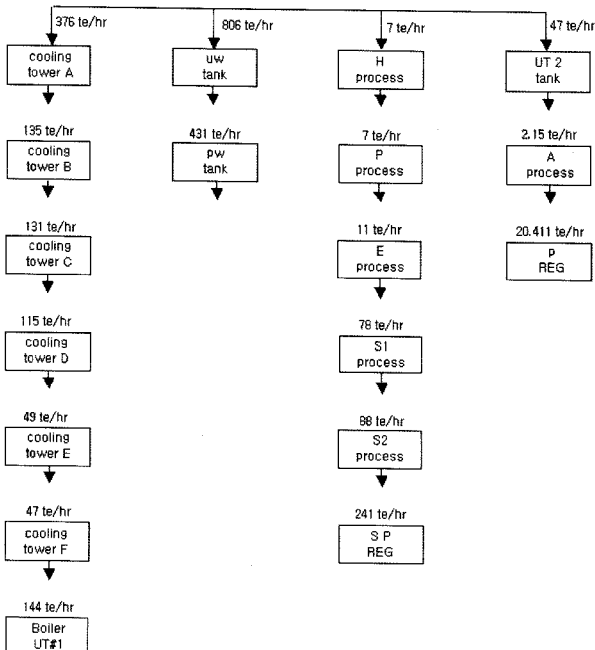 376 te/hr
cooling
tower A
135 te/hr
cooling
tower B
131 te/hr
cooling
tower C
115 te/hr
cooling
tower D
49 te/hr
cooling
tower E
47 te/hr
cooling
tower F
144 te/hr
Boiler
UT#1
806 te/hr
uw
tank
431 te/hr
pw
tank
7 te/hr
H
process
7 te/hr
P
process
11 te/hr
E
process
78 te/hr
S1
process
88 te/hr
S2
process
241 te/hr
S P
REG
47 te/hr
UT 2
tank
2.15 te/hr
A
process
20.411 te/hr
p
REG